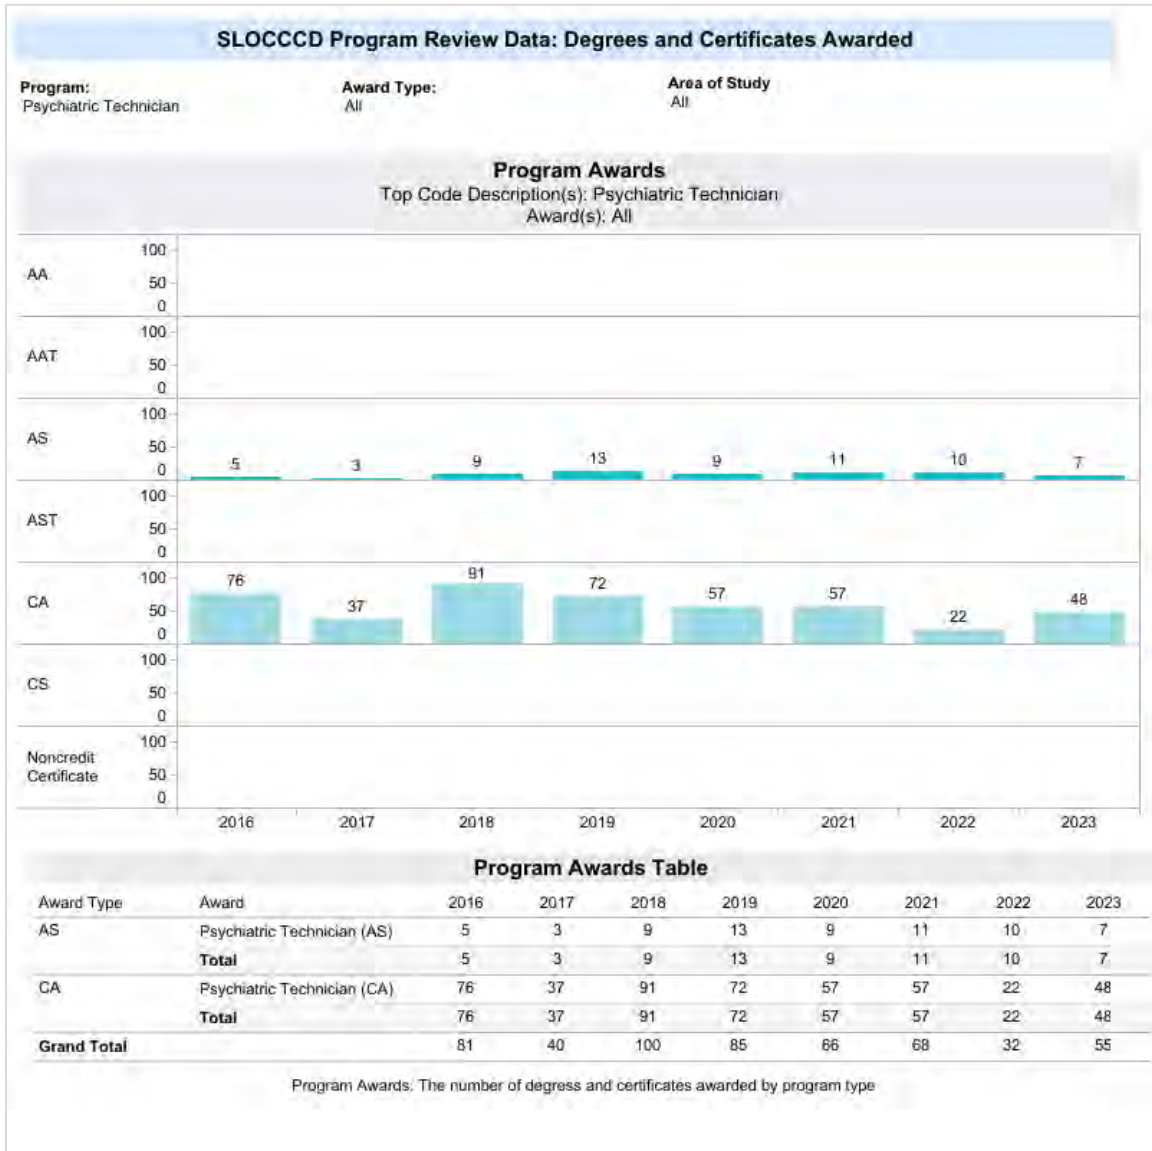 SLOCCCD Program Review Data: Degrees and Certificates Awarded
Program: Award Type: Area of Study
Psychiatric Technician All All
Program Awards
Top Code Description(s): Psychiatric Technician
Award(s): All
AA 100 50 0
AAT 100 50 0
AS 100 50 0 5 3 9 13 9 11 10 7
AST 100 50 0
CA 100 50 0 76 37 91 72 57 57 22 48
CS 100 50 0
Noncredit Certificate 100 50 0
2016 2017 2018 2019 2020 2021 2022 2023
Program Awards Table
Award Type Award 2016 2017 2018 2019 2020 2021 2022 2023
AS Psychiatric Technician (AS) 5 3 9 13 9 11 10 7
Total 5 3 9 13 9 11 10 7
CA Psychiatric Technician (CA) 76 37 91 72 57 57 22 48
Total 76 37 91 72 57 57 22 48
Grand Total 81 40 100 85 66 68 32 55
Program Awards. The number of degress and certificates awarded by program type